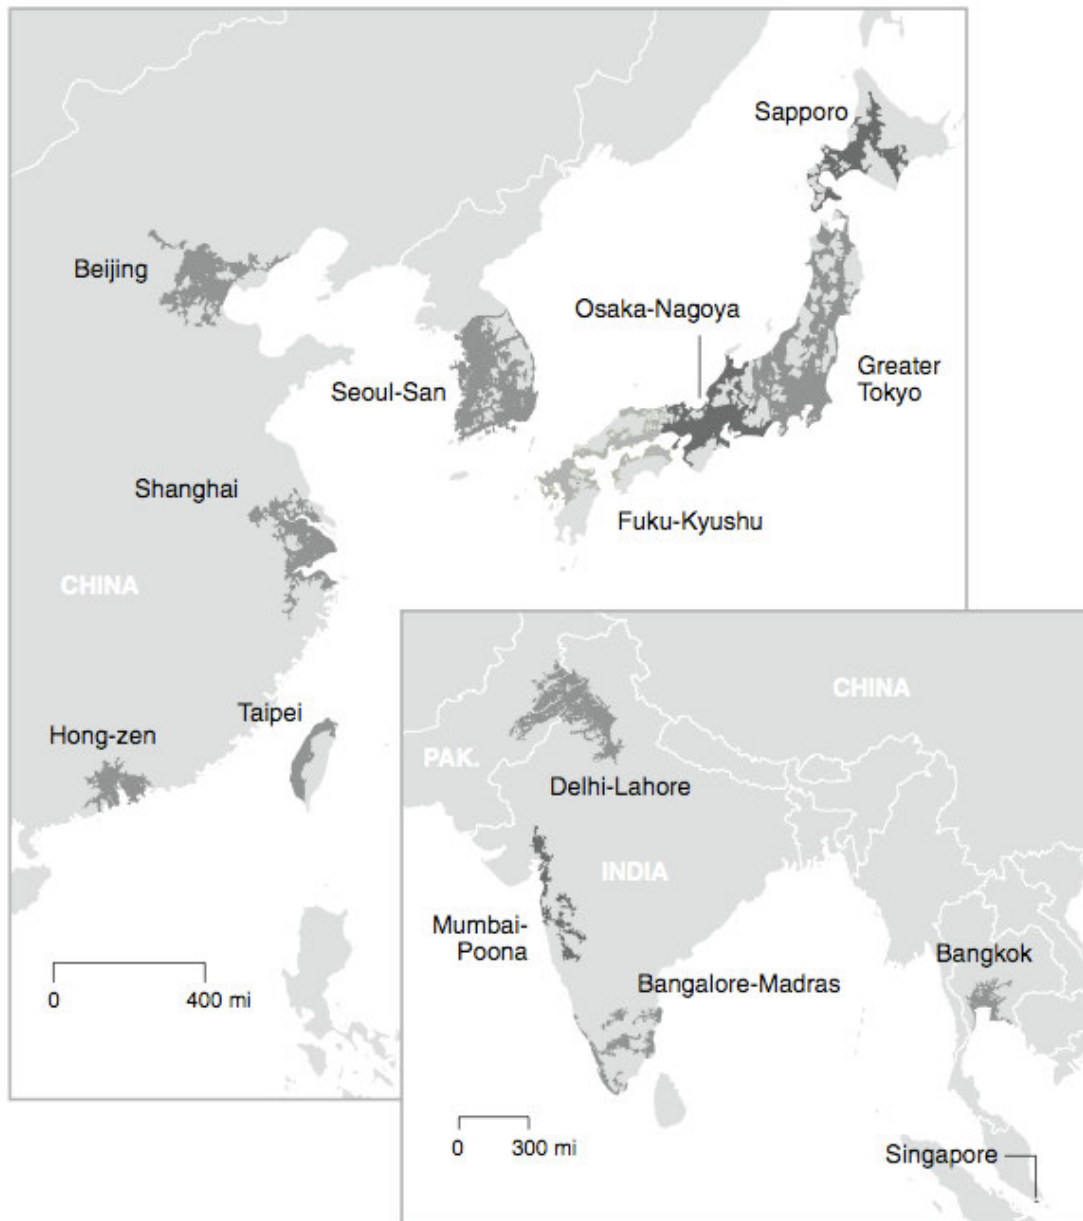 Sapporo
Beijing
Osaka-Nagoya
Greater
Tokyo
Seoul-San
Shanghai
Fuku-Kyushu
CHINA
Taipei
Hong-zen
0
400 mi
CHINA
PAK.
Delhi-Lahore
INDIA
Mumbai-
Poona
Bangkok
Bangalore-Madras
0
300 mi
Singapore